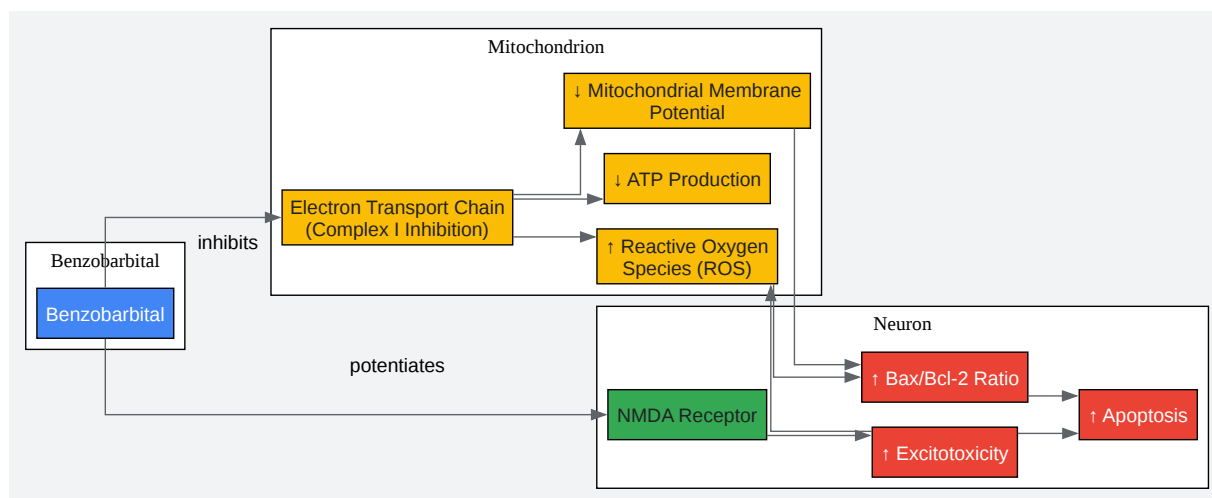 Mitochondrion
↓ Mitochondrial Membrane
Potential
↓ ATP Production
Electron Transport Chain
(Complex I Inhibition)
↑ Reactive Oxygen
Species (ROS)
inhibits
Benzobarbital
Benzobarbital
potentiates
Neuron
NMDA Receptor
↑ Bax/Bcl-2 Ratio
↑ Excitotoxicity
↑ Apoptosis